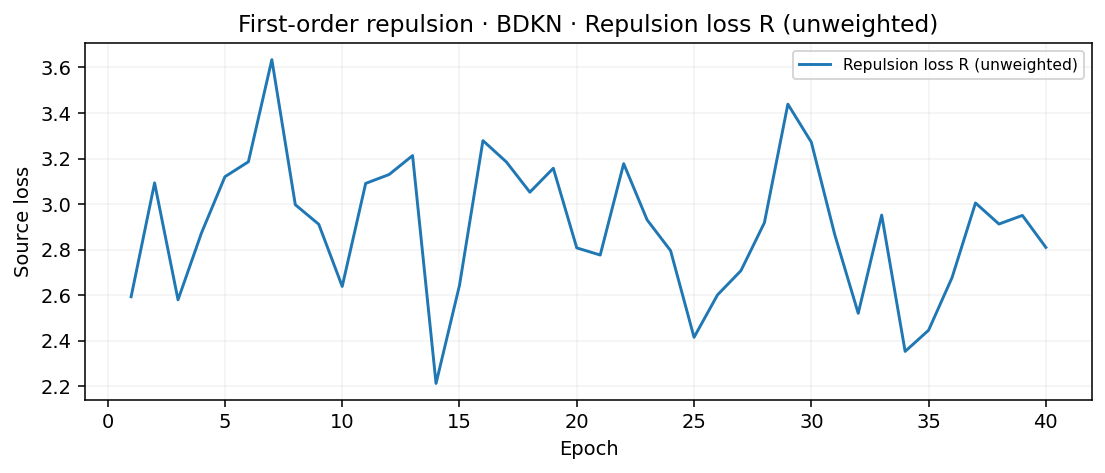 First-order repulsion · BDKN · Repulsion loss R (unweighted)
Repulsion loss R (unweighted)
Source loss
3.6
3.4
3.2
3.0
2.8
2.6
2.4
2.2
0 5 10 15 20 25 30 35 40
Epoch